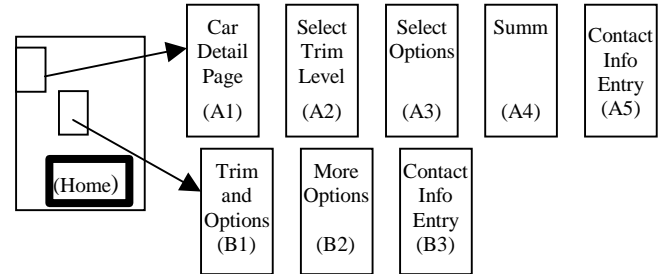 Car
Detail
Page
(A1)
Select
Trim
Level
(A2)
Select
Options
(A3)
Summ
(A4)
Contact
Info
Entry
(A5)
(Home)
Trim
and
Options
(B1)
More
Options
(B2)
Contact
Info
Entry
(B3)